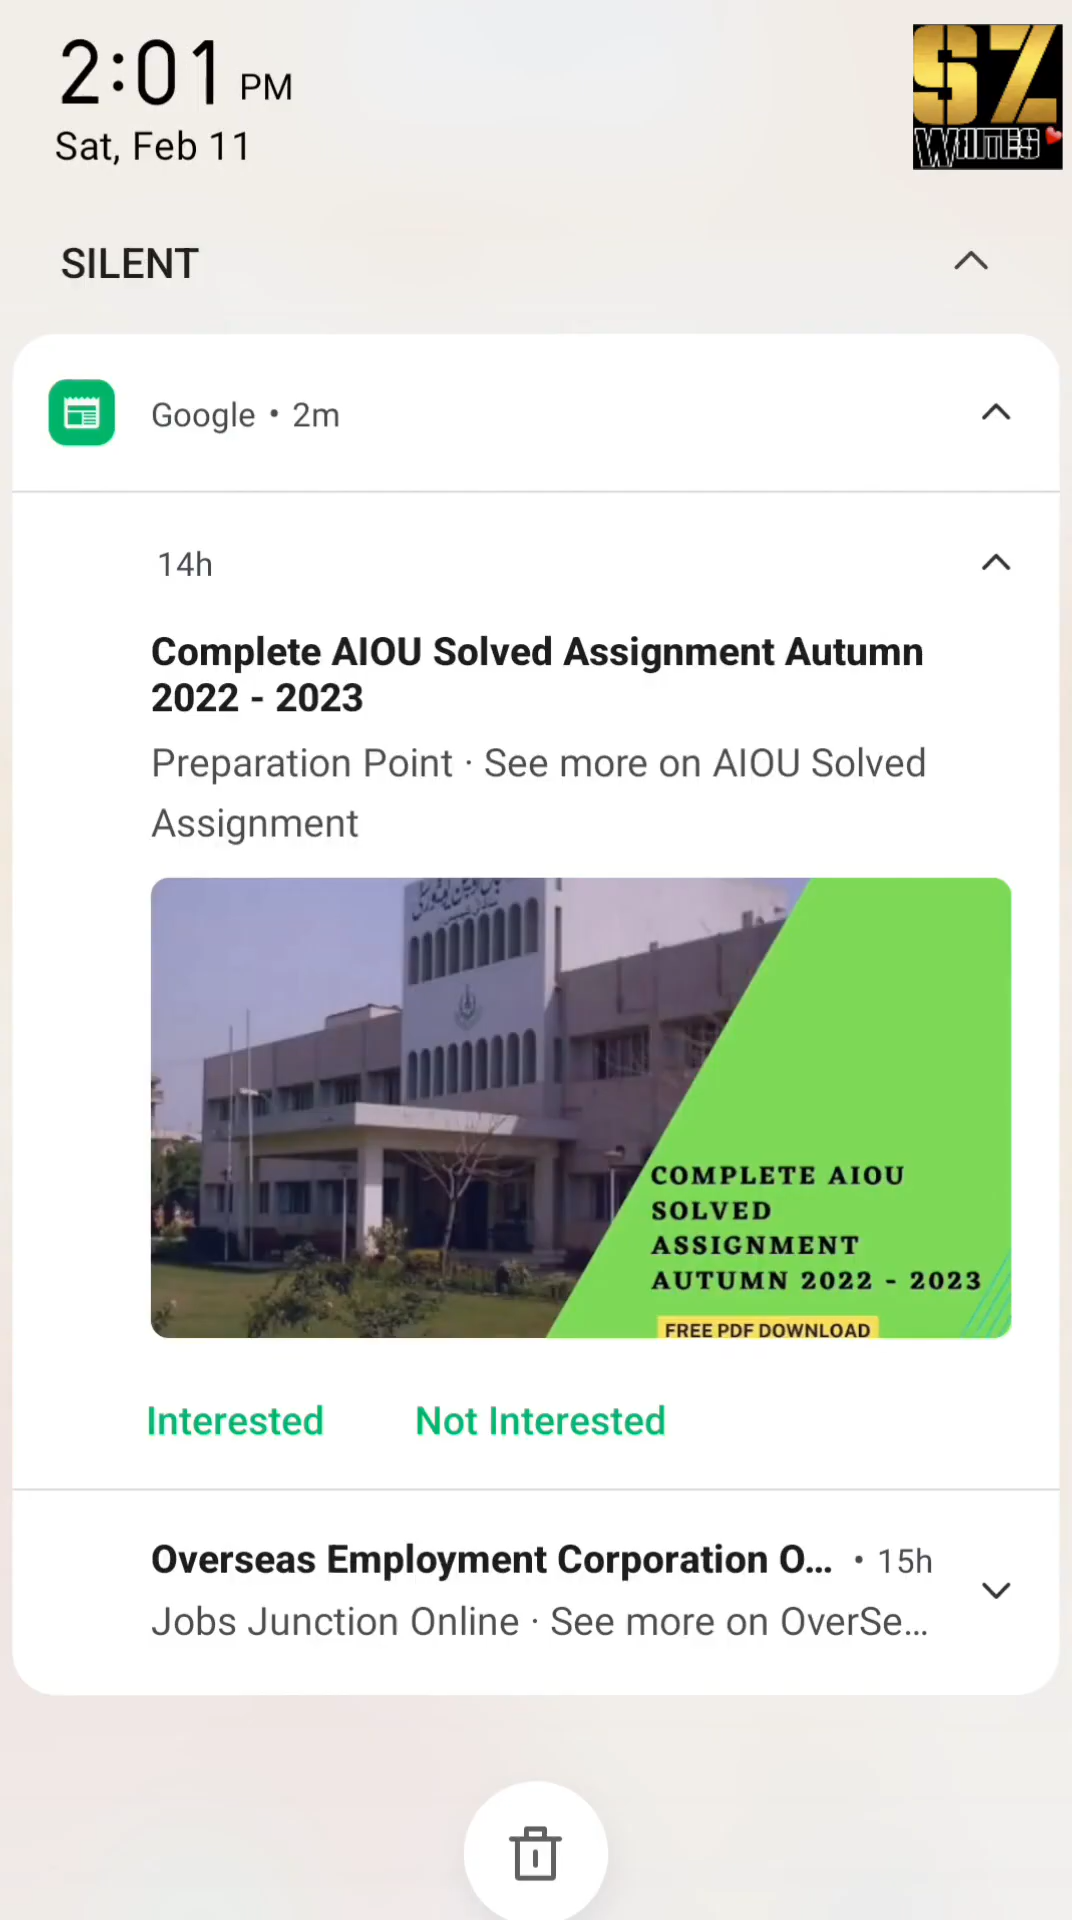 2:01 PM
Sat, Feb 11
SZ
WRITES
SILENT
Google • 2m
14h
Complete AIOU Solved Assignment Autumn
2022 - 2023
Preparation Point · See more on AIOU Solved
Assignment
COMPLETE AIOU
SOLVED
ASSIGNMENT
AUTUMN 2022 - 2023
FREE PDF DOWNLOAD
Interested
Not Interested
Overseas Employment Corporation O... • 15h
Jobs Junction Online · See more on OverSe...